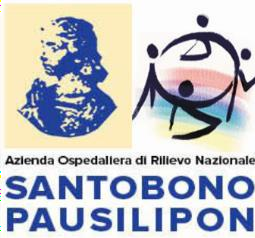 Azienda Ospedaliera di Rilievo Nazionale
SANTOBONO
PAUSILIPON